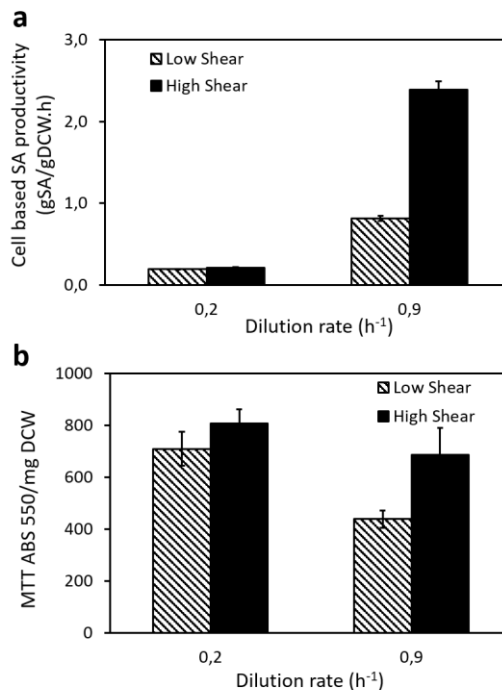 a
Cell based SA productivity
(gSA/gDCW.h)
3,0
2,0
1,0
0,0
Low Shear
High Shear
0,2
0,9
Dilution rate (h⁻¹)
b
MTT ABS 550/mg DCW
1000
800
600
400
200
0
Low Shear
High Shear
0,2
0,9
Dilution rate (h⁻¹)